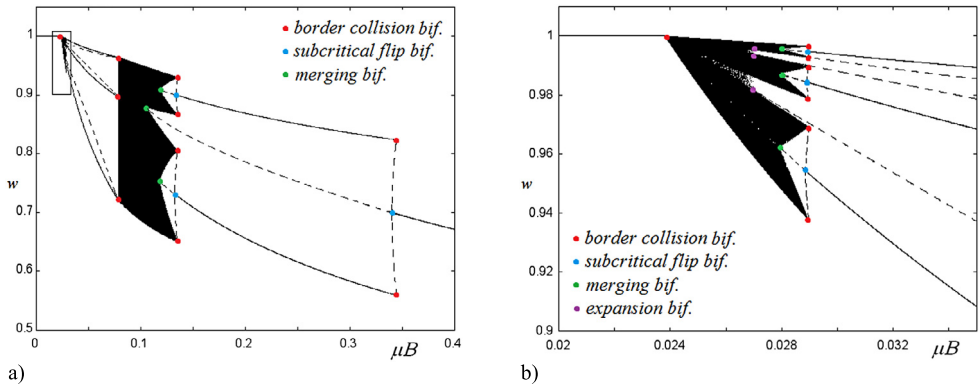 1
0.9
0.8
w
0.7
0.6
0.5
0
0.1
0.2
0.3
0.4
μB
border collision bif.
subcritical flip bif.
merging bif.
a)
1
0.98
0.96
w
0.94
0.92
0.9
0.02
0.024
0.028
0.032
μB
border collision bif.
subcritical flip bif.
merging bif.
expansion bif.
b)